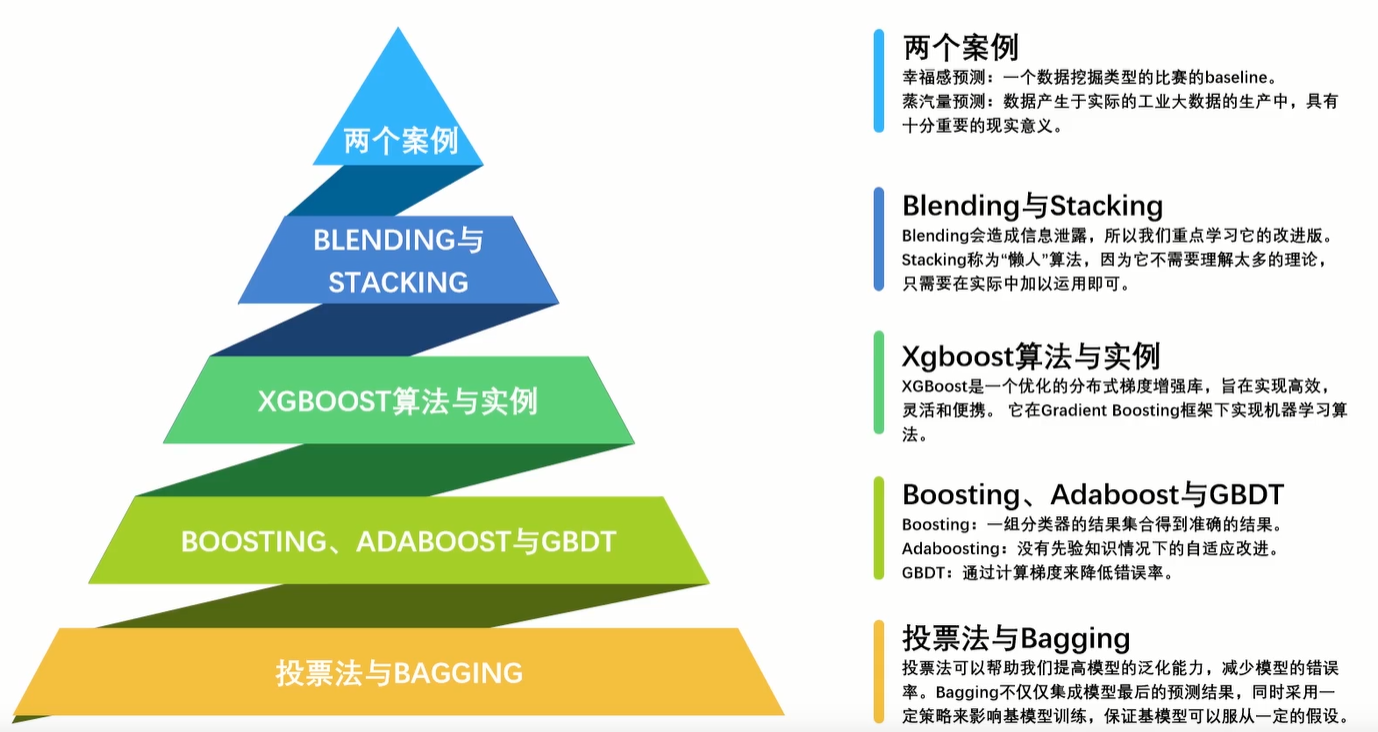 两个案例
BLENDING与
STACKING
XGBOOST算法与实例
BOOSTING、ADABOOST与GBDT
投票法与BAGGING
两个案例
幸福感预测：一个数据挖掘类型的比赛的baseline。
蒸汽量预测：数据产生于实际的工业大数据的生产中，具有
十分重要的现实意义。
Blending与Stacking
Blending会造成信息泄露，所以我们重点学习它的改进版。
Stacking称为“懒人”算法，因为它不需要理解太多的理论，
只需要在实际中加以运用即可。
Xgboost算法与实例
XGBoost是一个优化的分布式梯度增强库，旨在实现高效，
灵活和便携。 它在Gradient Boosting框架下实现机器学习算
法。
Boosting、Adaboost与GBDT
Boosting：一组分类器的结果集合得到准确的结果。
Adaboosting：没有先验知识情况下的自适应改进。
GBDT：通过计算梯度来降低错误率。
投票法与Bagging
投票法可以帮助我们提高模型的泛化能力，减少模型的错误
率。Bagging不仅仅集成模型最后的预测结果，同时采用一
定策略来影响基模型训练，保证基模型可以服从一定的假设。